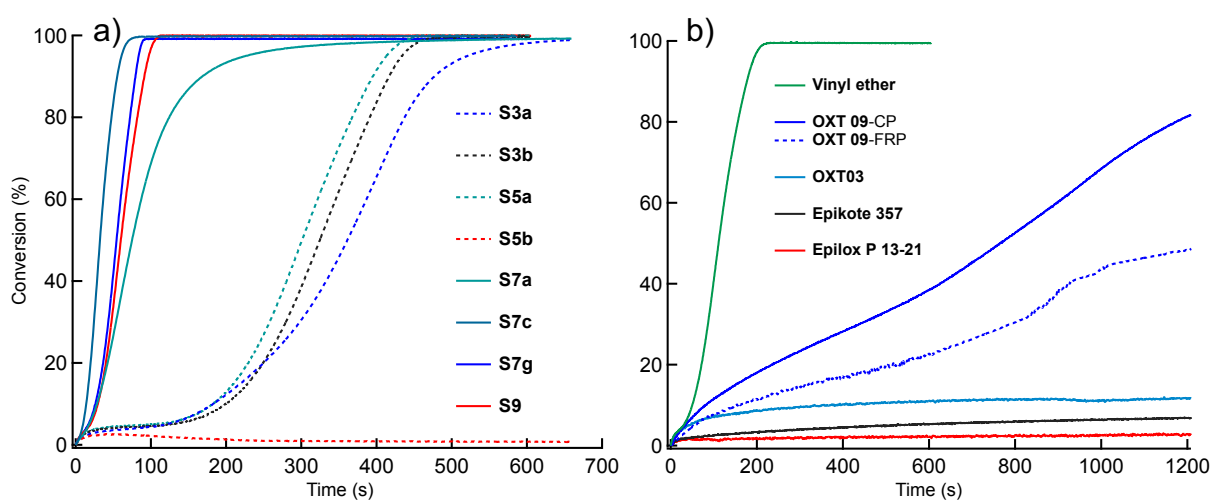 a)
100
80
60
40
20
0
Conversion (%)
S3a
S3b
S5a
S5b
S7a
S7c
S7g
S9
0 100 200 300 400 500 600 700
Time (s)
b)
100
80
60
40
20
0
Vinyl ether
OXT 09-CP
OXT 09-FRP
OXT03
Epikote 357
Epilox P 13-21
0 200 400 600 800 1000 1200
Time (s)